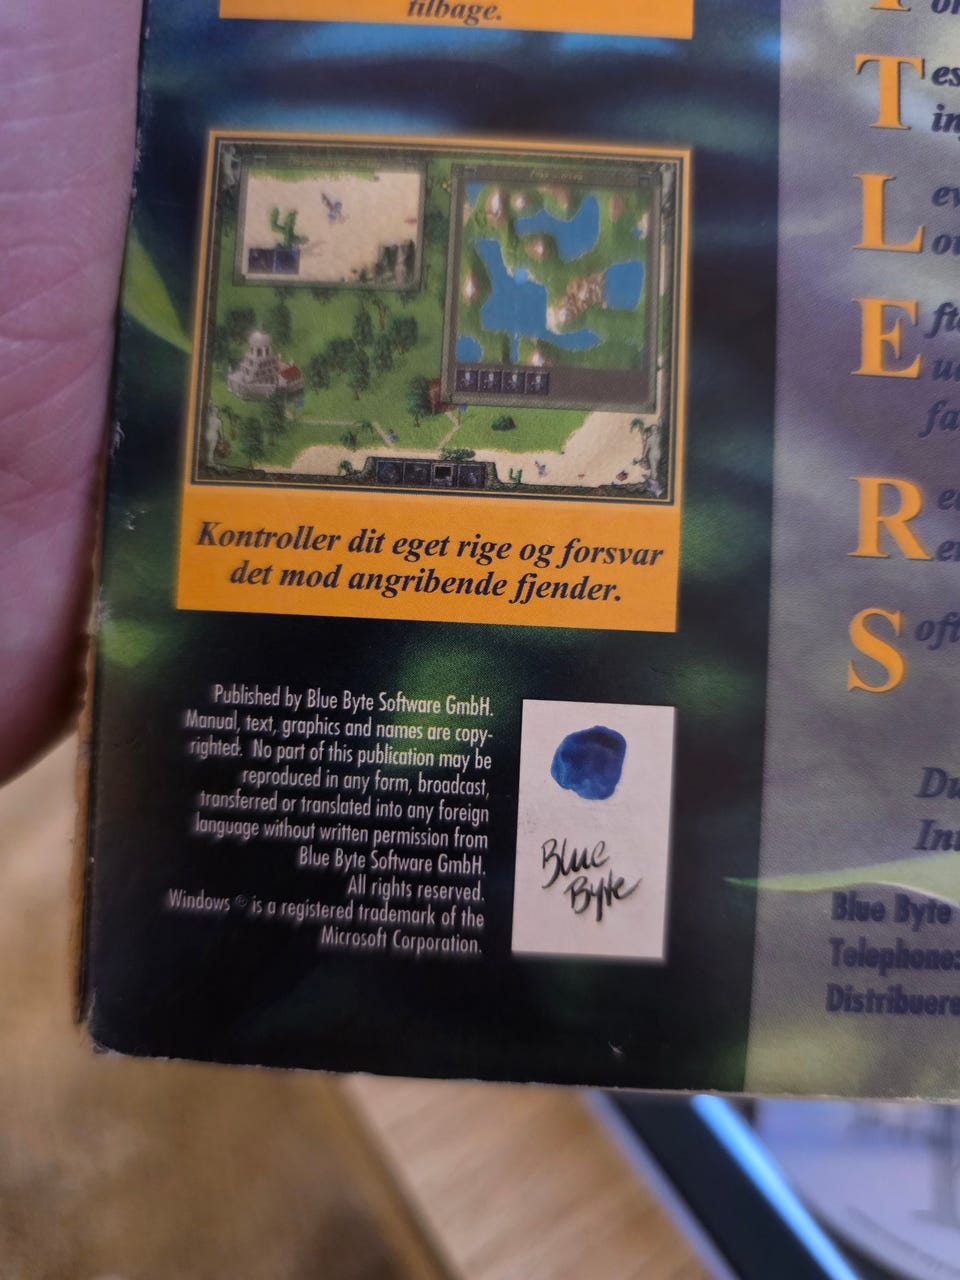 tilbage.
Kontroller dit eget rige og forsvar
det mod angribende fjender.
Published by Blue Byte Software GmbH.
Manual, text, graphics and names are copy-
righted. No part of this publication may be
reproduced in any form, broadcast,
transferred or translated into any foreign
language without written permission from
Blue Byte Software GmbH.
All rights reserved.
Windows ® is a registered trademark of the
Microsoft Corporation.
Blue
Byte
T
L
E
R
S
Blue Byte
Telephone: